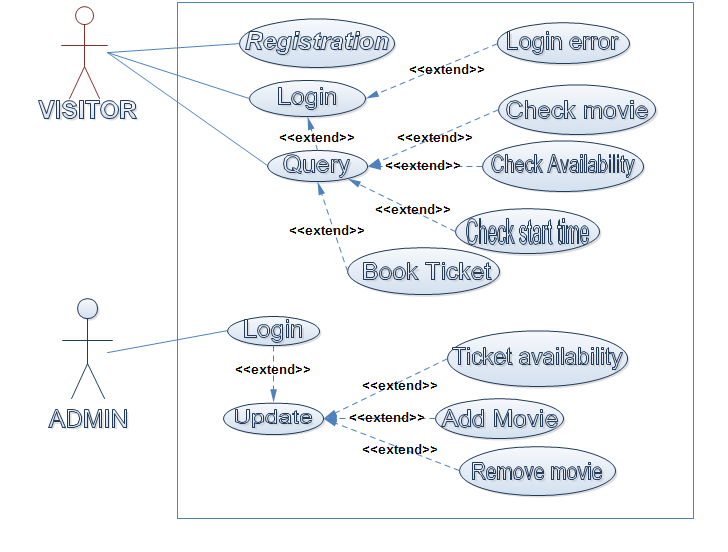 Registration
Login error
<<extend>>
VISITOR
Login
Check movie
<<extend>>
<<extend>>
Query
<<extend>>
Check Availability
<<extend>>
Check start time
<<extend>>
Book Ticket
Login
Ticket availability
<<extend>>
<<extend>>
ADMIN
Update
<<extend>>
Add Movie
<<extend>>
Remove movie